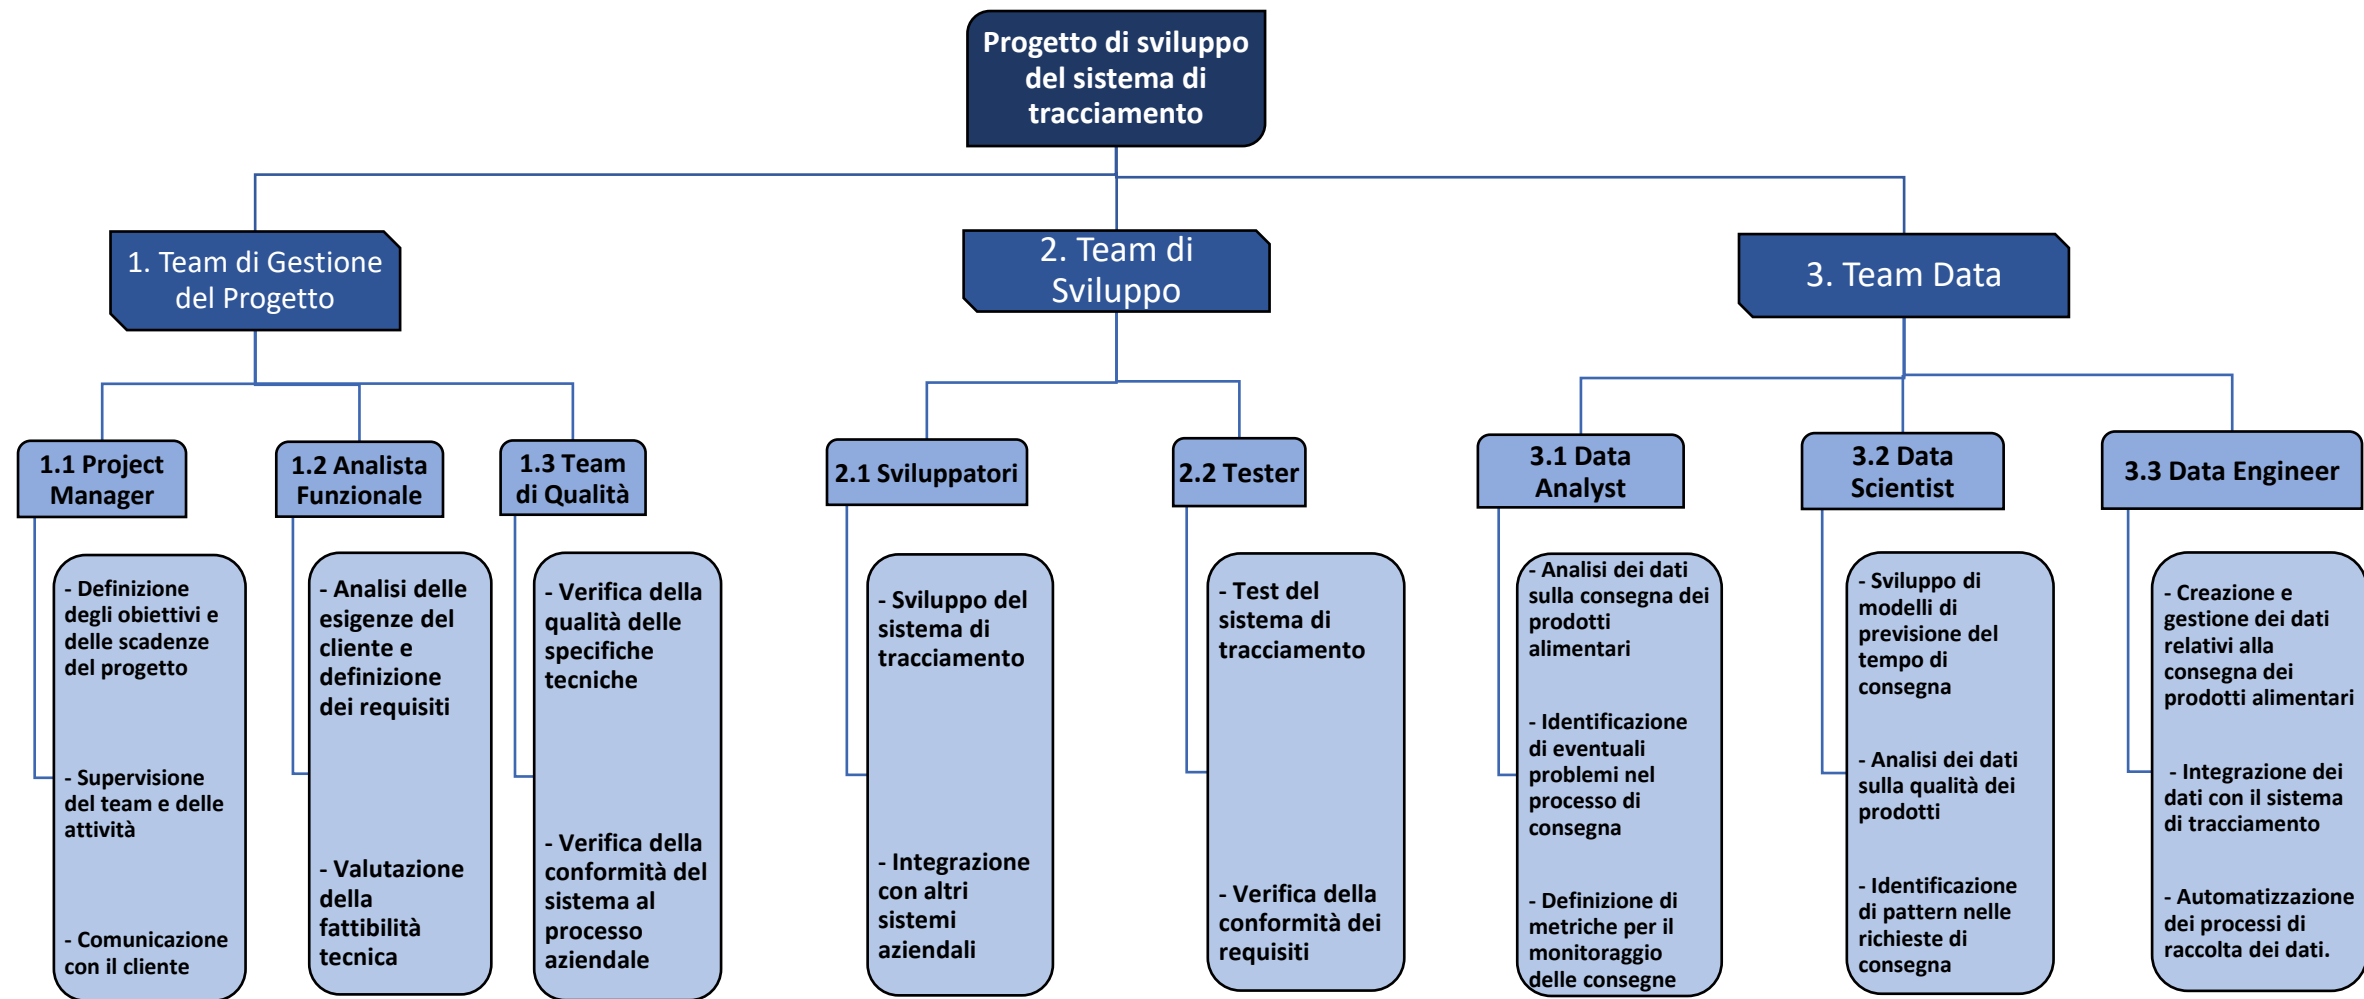 Progetto di sviluppo
del sistema di
tracciamento
1. Team di Gestione
del Progetto
2. Team di
Sviluppo
3. Team Data
1.1 Project
Manager
1.2 Analista
Funzionale
1.3 Team
di Qualità
2.1 Sviluppatori
2.2 Tester
3.1 Data
Analyst
3.2 Data
Scientist
3.3 Data Engineer
- Definizione
degli obiettivi e
delle scadenze
del progetto
- Supervisione
del team e delle
attività
- Comunicazione
con il cliente
- Analisi delle
esigenze del
cliente e
definizione
dei requisiti
- Valutazione
della
fattibilità
tecnica
- Verifica della
qualità delle
specifiche
tecniche
- Verifica della
conformità del
sistema al
processo
aziendale
- Sviluppo del
sistema di
tracciamento
- Integrazione
con altri
sistemi
aziendali
- Test del
sistema di
tracciamento
- Verifica della
conformità dei
requisiti
- Analisi dei dati
sulla consegna dei
prodotti
alimentari
- Identificazione
di eventuali
problemi nel
processo di
consegna
- Definizione di
metriche per il
monitoraggio
delle consegne
- Sviluppo di
modelli di
previsione del
tempo di
consegna
- Analisi dei dati
sulla qualità dei
prodotti
- Identificazione
di pattern nelle
richieste di
consegna
- Creazione e
gestione dei dati
relativi alla
consegna dei
prodotti alimentari
- Integrazione dei
dati con il sistema
di tracciamento
- Automatizzazione
dei processi di
raccolta dei dati.